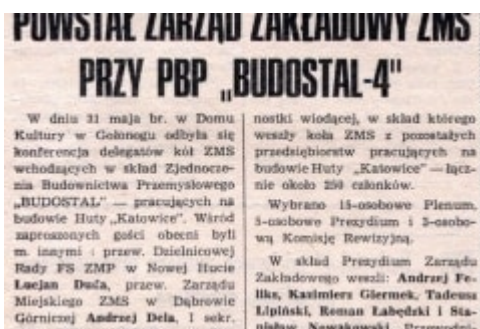 POWSTAŁ ZARZĄD ZAKŁADOWY ZMS
PRZY PBP „BUDOSTAL-4"
W dniu 31 maja br. w Domu
Kultury w Gołonogu odbyła się
konferencja delegatów kół ZMS
wchodzących w skład Zjednocze-
nia Budownictwa Przemysłowego
„BUDOSTAL" — pracujących na
budowie Huty „Katowice". Wśród
zaproszonych gości obecni byli
m. innymi : przew. Dzielnicowej
Rady FS ZMP w Nowej Hucie
Lucjan Duda, przew. Zarządu
Miejskiego ZMS w Dąbrowie
Górniczej Andrzej Dela, I sekr.
nostki wiodącej, w skład którego
weszły koła ZMS z pozostałych
przedsiębiorstw pracujących na
budowie Huty „Katowice" — łącz-
nie około 250 członków.
Wybrano 15-osobowe Plenum,
5-osobowe Prezydium i 3-osobo-
wą Komisję Rewizyjną.
W skład Prezydium Zarządu
Zakładowego weszli: Andrzej Fe-
liks, Kazimierz Giermek, Tadeusz
Lipiński, Roman Łabędzki i Sta-
nisław Nowakowski.